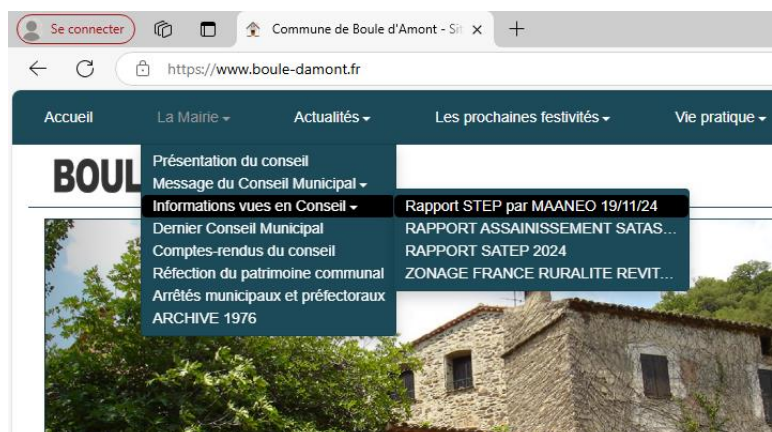 Se connecter
Commune de Boule d'Amont - Sit
https://www.boule-damont.fr
Accueil La Mairie Actualités Les prochaines festivités Vie pratique
BOUL
Présentation du conseil
Message du Conseil Municipal
Informations vues en Conseil
Dernier Conseil Municipal
Comptes-rendus du conseil
Réfection du patrimoine communal
Arrêtés municipaux et préfectoraux
ARCHIVE 1976
Rapport STEP par MAANEO 19/11/24
RAPPORT ASSAINISSEMENT SATAS...
RAPPORT SATEP 2024
ZONAGE FRANCE RURALITE REVIT...